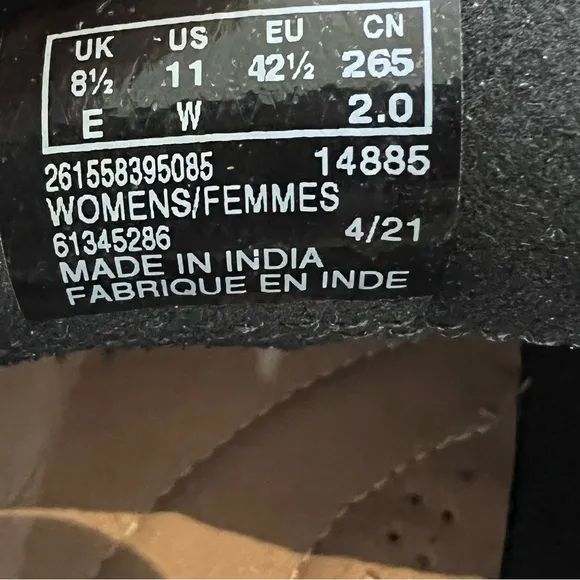 UK US EU CN
8½ 11 42½ 265
E W 2.0
261558395085 14885
WOMENS/FEMMES
61345286 4/21
MADE IN INDIA
FABRIQUE EN INDE